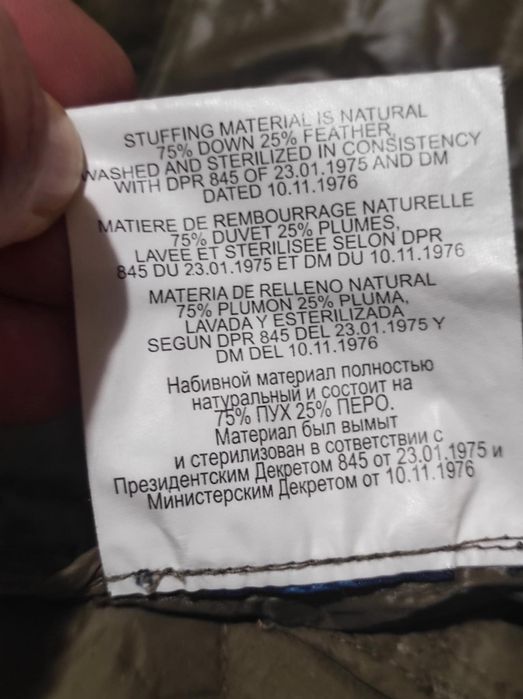 STUFFING MATERIAL IS NATURAL
75% DOWN 25% FEATHER,
WASHED AND STERILIZED IN CONSISTENCY
WITH DPR 845 OF 23.01.1975 AND DM
DATED 10.11.1976
MATIERE DE REMBOURRAGE NATURELLE
75% DUVET 25% PLUMES,
LAVEE ET STERILISEE SELON DPR
845 DU 23.01.1975 ET DM DU 10.11.1976
MATERIA DE RELLENO NATURAL
75% PLUMON 25% PLUMA,
LAVADA Y ESTERILIZADA
SEGUN DPR 845 DEL 23.01.1975 Y
DM DEL 10.11.1976
Набивной материал полностью
натуральный и состоит на
75% ПУХ 25% ПЕРО.
Материал был вымыт
и стерилизован в сответствии с
Президентским Декретом 845 от 23.01.1975 и
Министерским Декретом от 10.11.1976